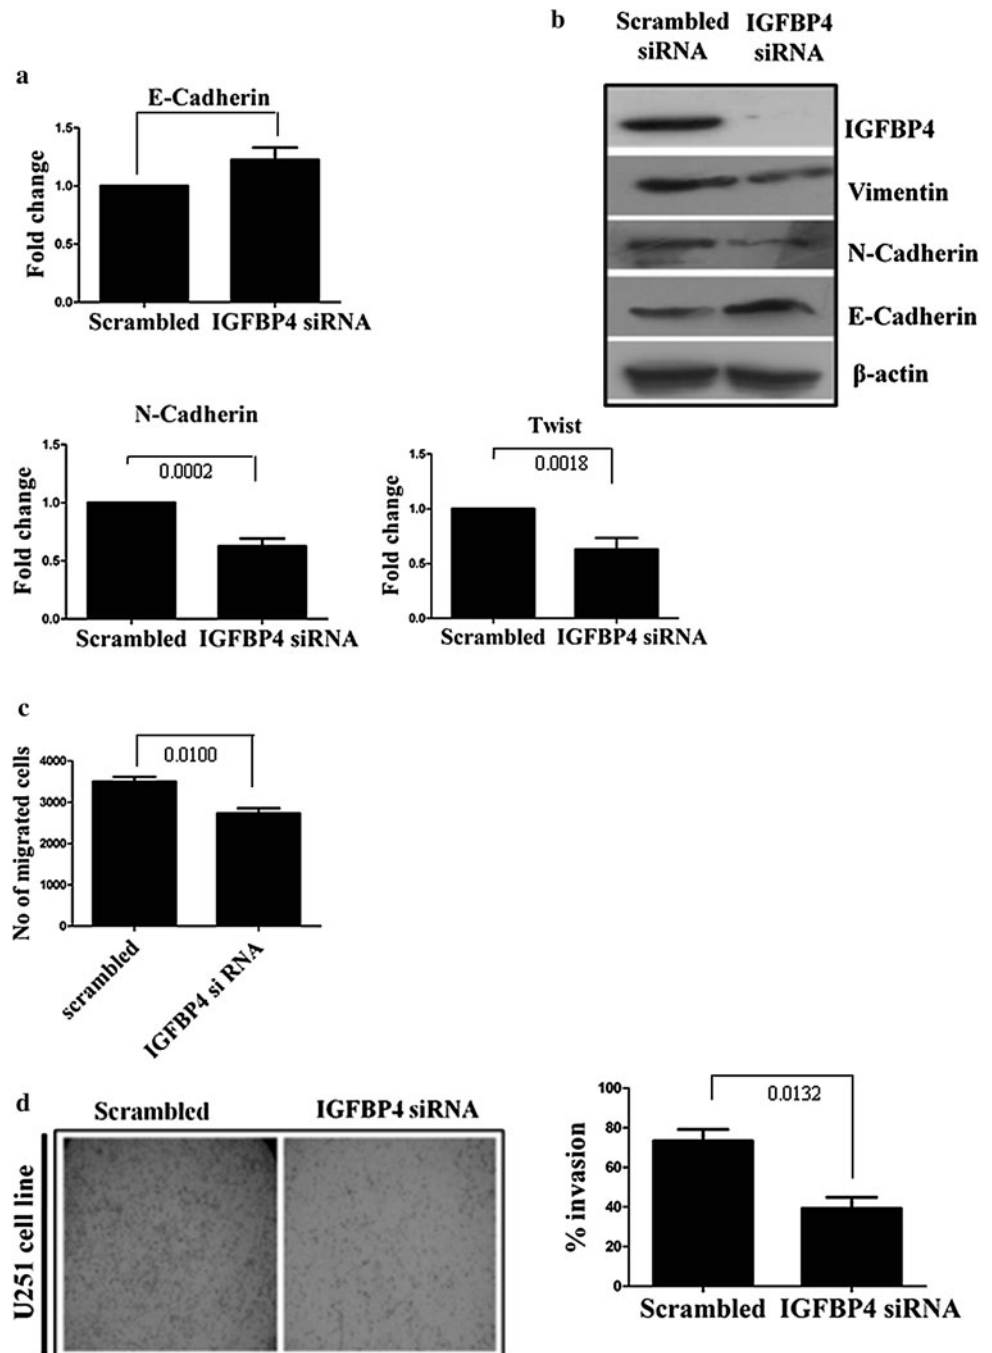 a
E-Cadherin
Fold change
1.5
1.0
0.5
0.0
Scrambled IGFBP4 siRNA
b
Scrambled siRNA
IGFBP4 siRNA
IGFBP4
Vimentin
N-Cadherin
E-Cadherin
β-actin
N-Cadherin
0.0002
Fold change
1.5
1.0
0.5
0.0
Scrambled IGFBP4 siRNA
Twist
0.0018
Fold change
1.5
1.0
0.5
0.0
Scrambled IGFBP4 siRNA
c
0.0100
No of migrated cells
4000
3000
2000
1000
0
scrambled
IGFBP4 si RNA
d
Scrambled
IGFBP4 siRNA
U251 cell line
0.0132
% invasion
100
80
60
40
20
0
Scrambled IGFBP4 siRNA